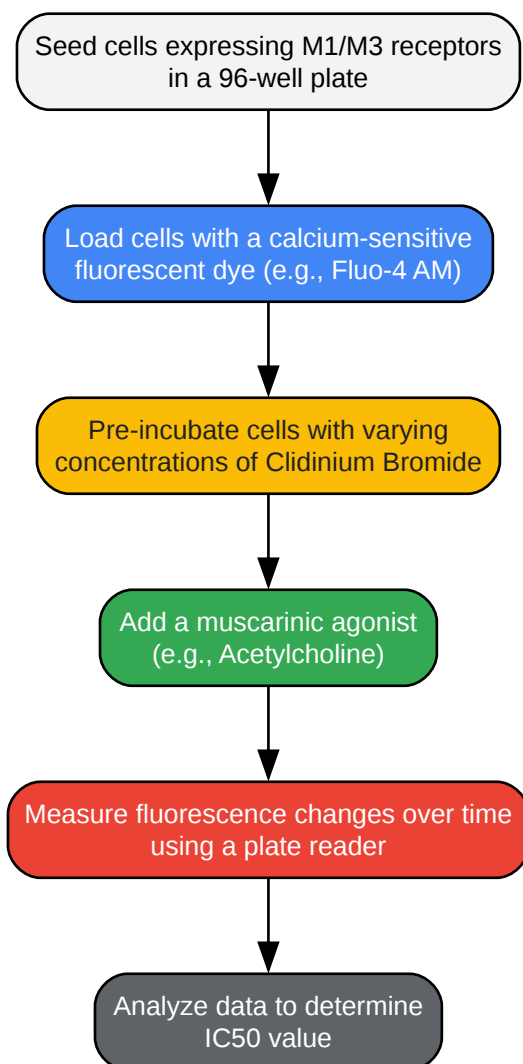 Seed cells expressing M1/M3 receptors
in a 96-well plate
Load cells with a calcium-sensitive
fluorescent dye (e.g., Fluo-4 AM)
Pre-incubate cells with varying
concentrations of Clidinium Bromide
Add a muscarinic agonist
(e.g., Acetylcholine)
Measure fluorescence changes over time
using a plate reader
Analyze data to determine
IC50 value